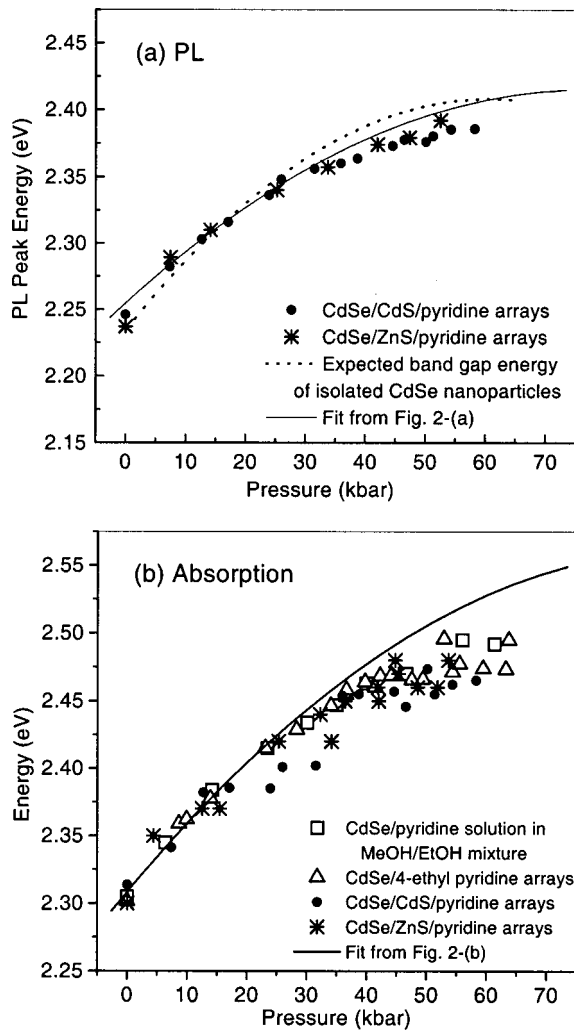 (a) PL
PL Peak Energy (eV)
2.45
2.40
2.35
2.30
2.25
2.20
2.15
CdSe/CdS/pyridine arrays
CdSe/ZnS/pyridine arrays
Expected band gap energy
of isolated CdSe nanoparticles
Fit from Fig. 2-(a)
0 10 20 30 40 50 60 70
Pressure (kbar)
(b) Absorption
Energy (eV)
2.55
2.50
2.45
2.40
2.35
2.30
2.25
CdSe/pyridine solution in
MeOH/EtOH mixture
CdSe/4-ethyl pyridine arrays
CdSe/CdS/pyridine arrays
CdSe/ZnS/pyridine arrays
Fit from Fig. 2-(b)
0 10 20 30 40 50 60 70
Pressure (kbar)